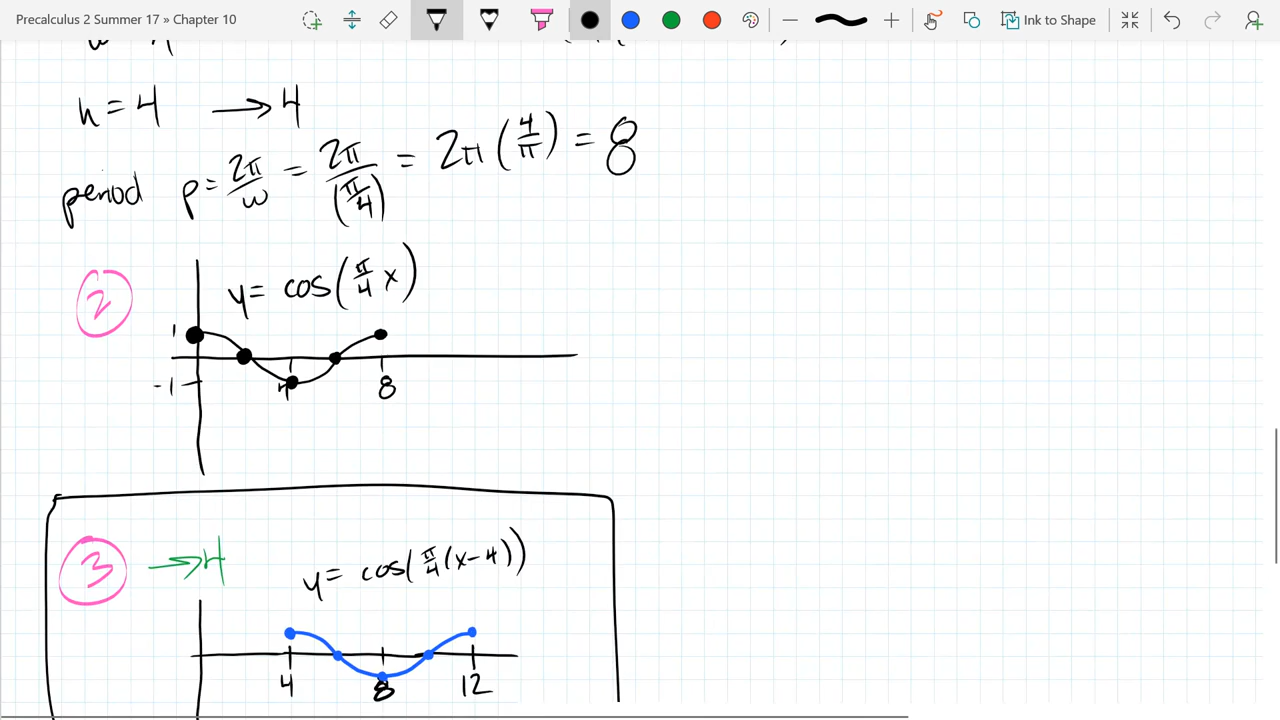 Precalculus 2 Summer 17 » Chapter 10
Ink to Shape
h = 4 → 4
period p = 2π/ω = 2π/(π/4) = 2π(4/π) = 8
② y = cos(π/4 x)
1
-1
4 8
③ → 4 y = cos(π/4(x-4))
4 8 12